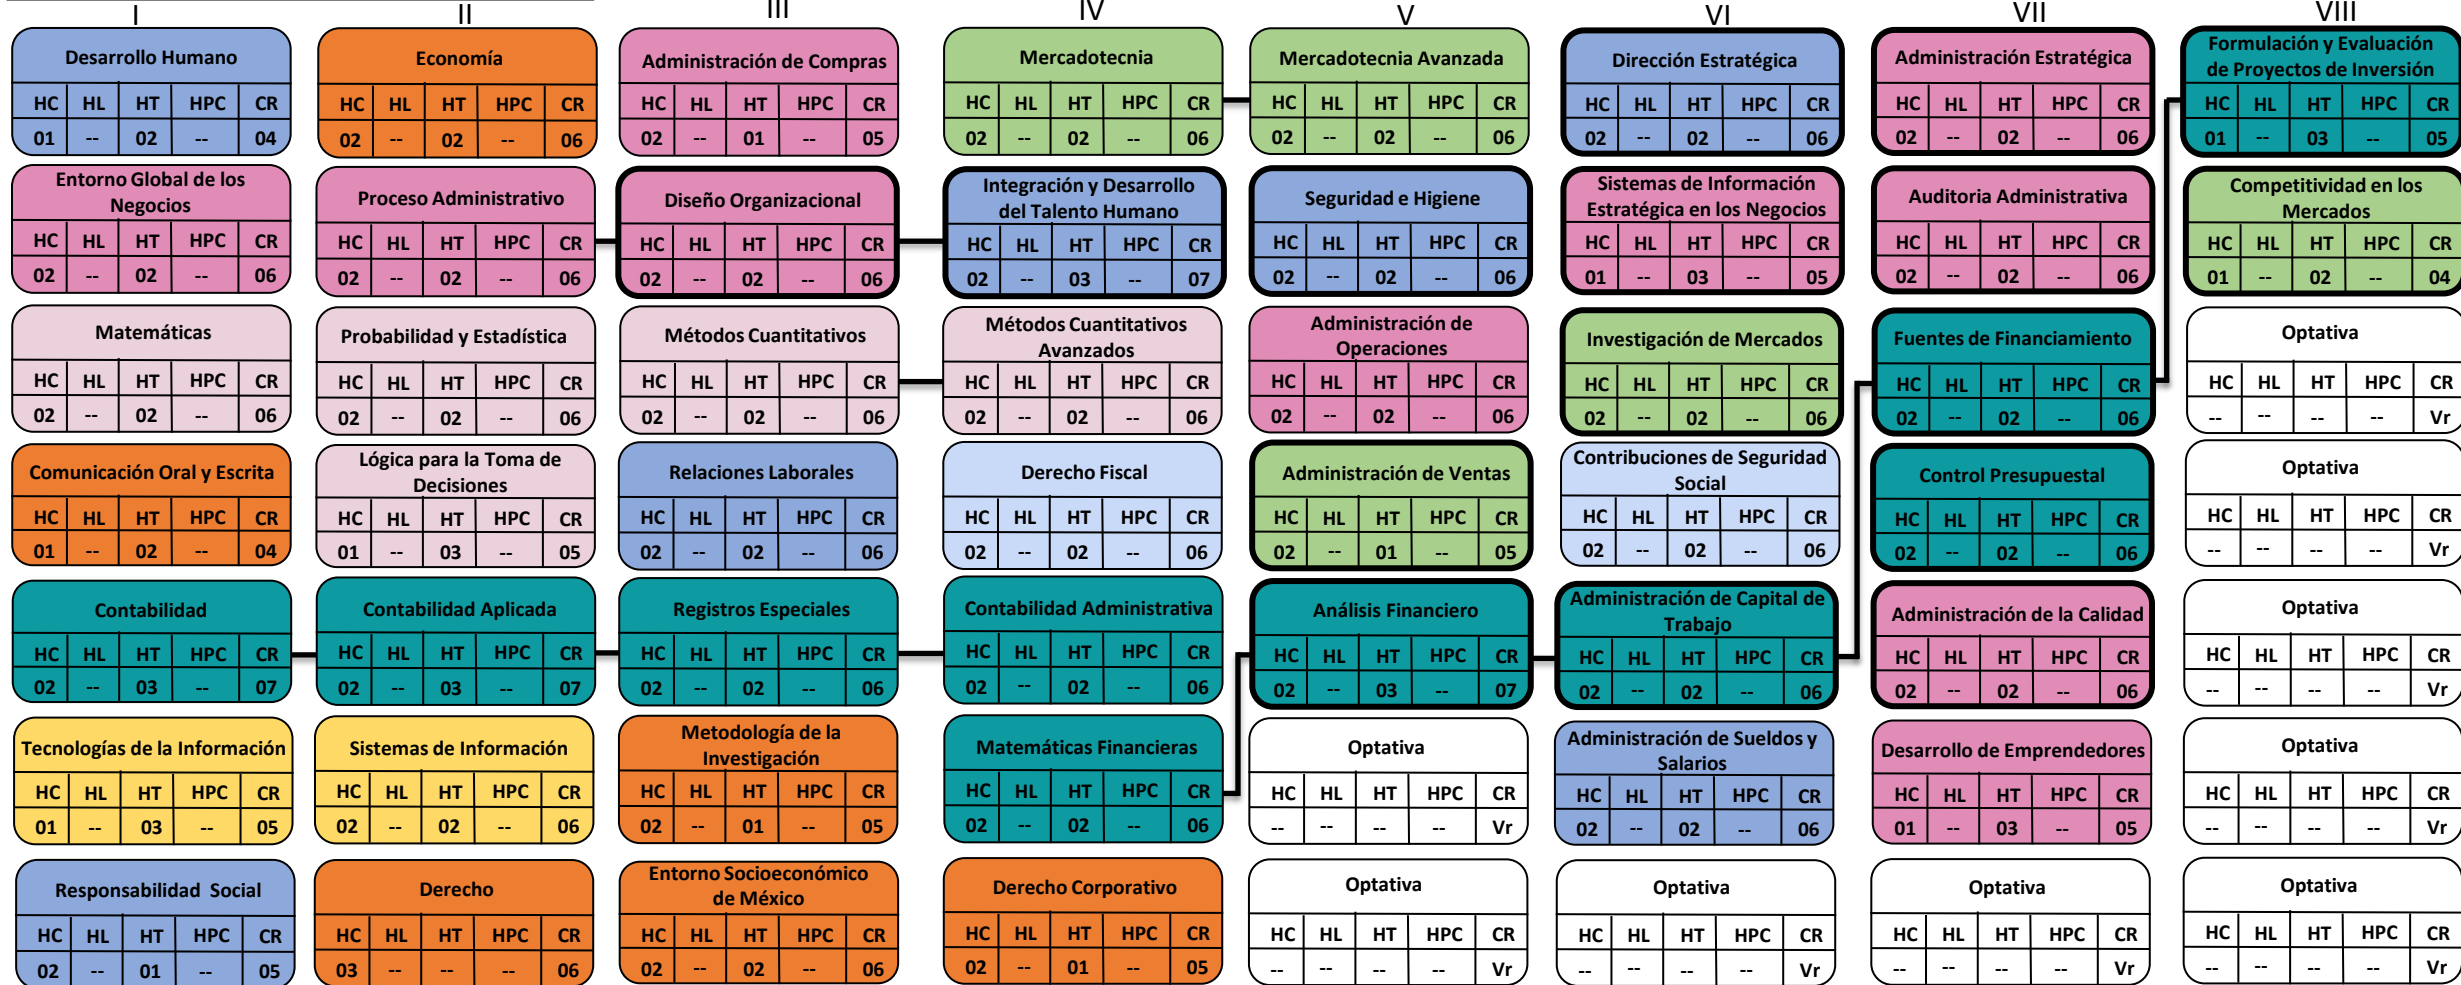 I II III IV V VI VII VIII
Desarrollo Humano
HC HL HT HPC CR
01 -- 02 -- 04
Economía
HC HL HT HPC CR
02 -- 02 -- 06
Administración de Compras
HC HL HT HPC CR
02 -- 01 -- 05
Mercadotecnia
HC HL HT HPC CR
02 -- 02 -- 06
Mercadotecnia Avanzada
HC HL HT HPC CR
02 -- 02 -- 06
Dirección Estratégica
HC HL HT HPC CR
02 -- 02 -- 06
Administración Estratégica
HC HL HT HPC CR
02 -- 02 -- 06
Formulación y Evaluación
de Proyectos de Inversión
HC HL HT HPC CR
01 -- 03 -- 05
Entorno Global de los
Negocios
HC HL HT HPC CR
02 -- 02 -- 06
Proceso Administrativo
HC HL HT HPC CR
02 -- 02 -- 06
Diseño Organizacional
HC HL HT HPC CR
02 -- 02 -- 06
Integración y Desarrollo
del Talento Humano
HC HL HT HPC CR
02 -- 03 -- 07
Seguridad e Higiene
HC HL HT HPC CR
02 -- 02 -- 06
Sistemas de Información
Estratégica en los Negocios
HC HL HT HPC CR
01 -- 03 -- 05
Auditoria Administrativa
HC HL HT HPC CR
02 -- 02 -- 06
Competitividad en los
Mercados
HC HL HT HPC CR
01 -- 02 -- 04
Matemáticas
HC HL HT HPC CR
02 -- 02 -- 06
Probabilidad y Estadística
HC HL HT HPC CR
02 -- 02 -- 06
Métodos Cuantitativos
HC HL HT HPC CR
02 -- 02 -- 06
Métodos Cuantitativos
Avanzados
HC HL HT HPC CR
02 -- 02 -- 06
Administración de
Operaciones
HC HL HT HPC CR
02 -- 02 -- 06
Investigación de Mercados
HC HL HT HPC CR
02 -- 02 -- 06
Fuentes de Financiamiento
HC HL HT HPC CR
02 -- 02 -- 06
Optativa
HC HL HT HPC CR
-- -- -- -- Vr
Comunicación Oral y Escrita
HC HL HT HPC CR
01 -- 02 -- 04
Lógica para la Toma de
Decisiones
HC HL HT HPC CR
01 -- 03 -- 05
Relaciones Laborales
HC HL HT HPC CR
02 -- 02 -- 06
Derecho Fiscal
HC HL HT HPC CR
02 -- 02 -- 06
Administración de Ventas
HC HL HT HPC CR
02 -- 01 -- 05
Contribuciones de Seguridad
Social
HC HL HT HPC CR
02 -- 02 -- 06
Control Presupuestal
HC HL HT HPC CR
02 -- 02 -- 06
Optativa
HC HL HT HPC CR
-- -- -- -- Vr
Contabilidad
HC HL HT HPC CR
02 -- 03 -- 07
Contabilidad Aplicada
HC HL HT HPC CR
02 -- 03 -- 07
Registros Especiales
HC HL HT HPC CR
02 -- 02 -- 06
Contabilidad Administrativa
HC HL HT HPC CR
02 -- 02 -- 06
Análisis Financiero
HC HL HT HPC CR
02 -- 03 -- 07
Administración de Capital de
Trabajo
HC HL HT HPC CR
02 -- 02 -- 06
Administración de la Calidad
HC HL HT HPC CR
02 -- 02 -- 06
Optativa
HC HL HT HPC CR
-- -- -- -- Vr
Tecnologías de la Información
HC HL HT HPC CR
01 -- 03 -- 05
Sistemas de Información
HC HL HT HPC CR
02 -- 02 -- 06
Metodología de la
Investigación
HC HL HT HPC CR
02 -- 01 -- 05
Matemáticas Financieras
HC HL HT HPC CR
02 -- 02 -- 06
Optativa
HC HL HT HPC CR
-- -- -- -- Vr
Administración de Sueldos y
Salarios
HC HL HT HPC CR
02 -- 02 -- 06
Desarrollo de Emprendedores
HC HL HT HPC CR
01 -- 03 -- 05
Optativa
HC HL HT HPC CR
-- -- -- -- Vr
Responsabilidad Social
HC HL HT HPC CR
02 -- 01 -- 05
Derecho
HC HL HT HPC CR
03 -- -- -- 06
Entorno Socioeconómico
de México
HC HL HT HPC CR
02 -- 02 -- 06
Derecho Corporativo
HC HL HT HPC CR
02 -- 01 -- 05
Optativa
HC HL HT HPC CR
-- -- -- -- Vr
Optativa
HC HL HT HPC CR
-- -- -- -- Vr
Optativa
HC HL HT HPC CR
-- -- -- -- Vr
Optativa
HC HL HT HPC CR
-- -- -- -- Vr